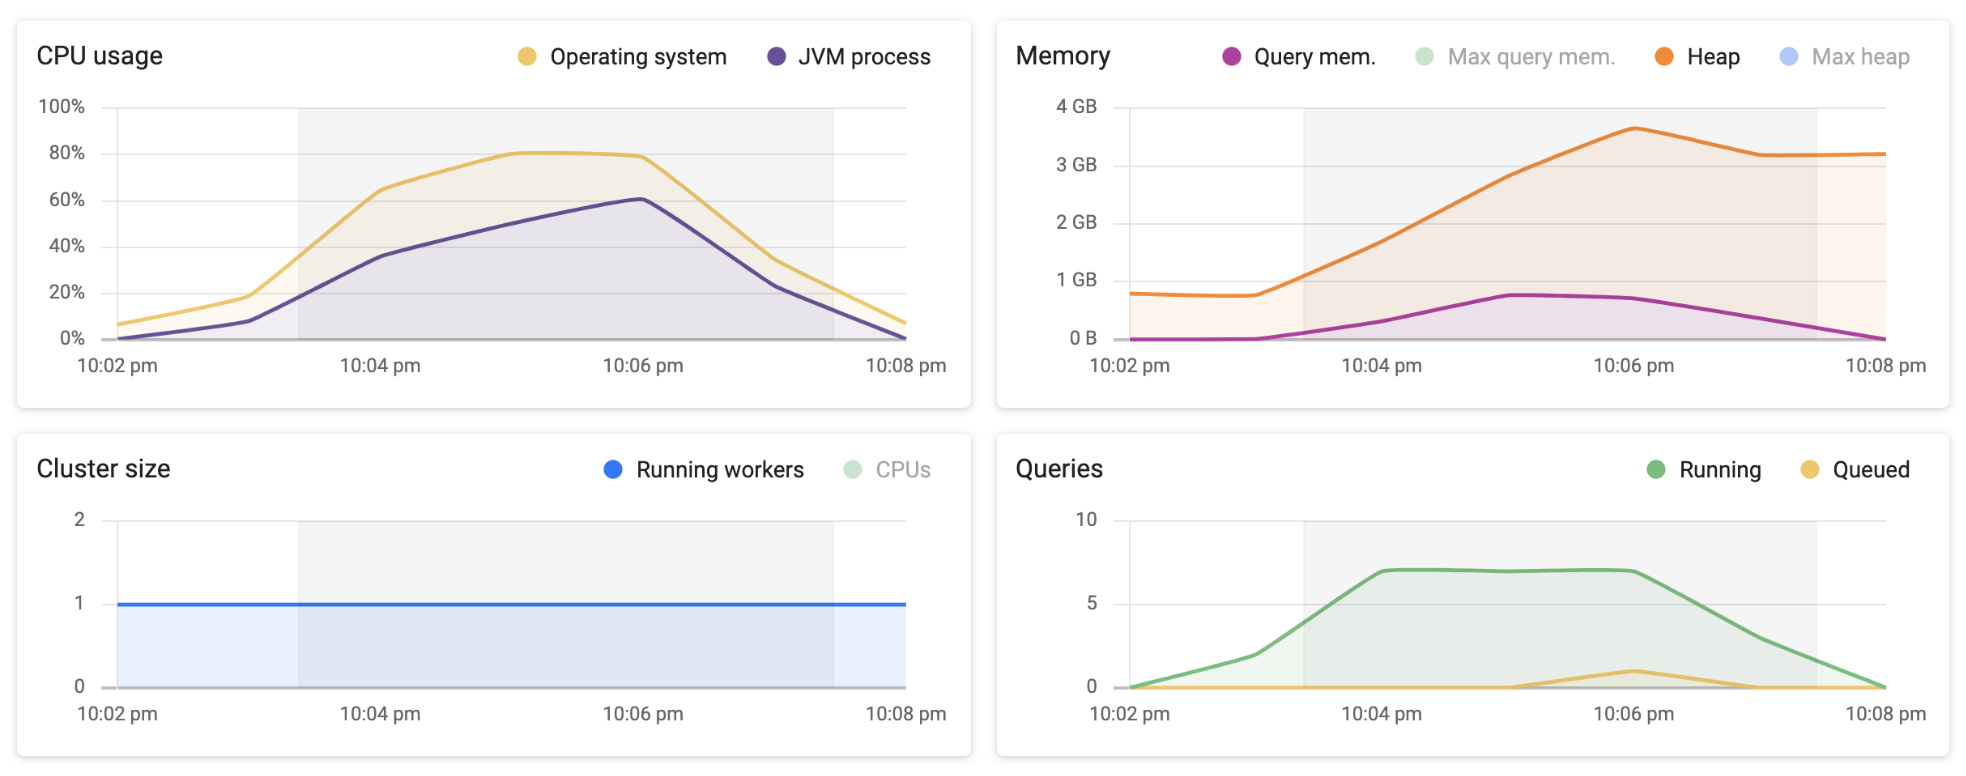 CPU usage
Operating system
JVM process
100%
80%
60%
40%
20%
0%
10:02 pm
10:04 pm
10:06 pm
10:08 pm
Memory
Query mem.
Max query mem.
Heap
Max heap
4 GB
3 GB
2 GB
1 GB
0 B
10:02 pm
10:04 pm
10:06 pm
10:08 pm
Cluster size
Running workers
CPUs
2
1
0
10:02 pm
10:04 pm
10:06 pm
10:08 pm
Queries
Running
Queued
10
5
0
10:02 pm
10:04 pm
10:06 pm
10:08 pm